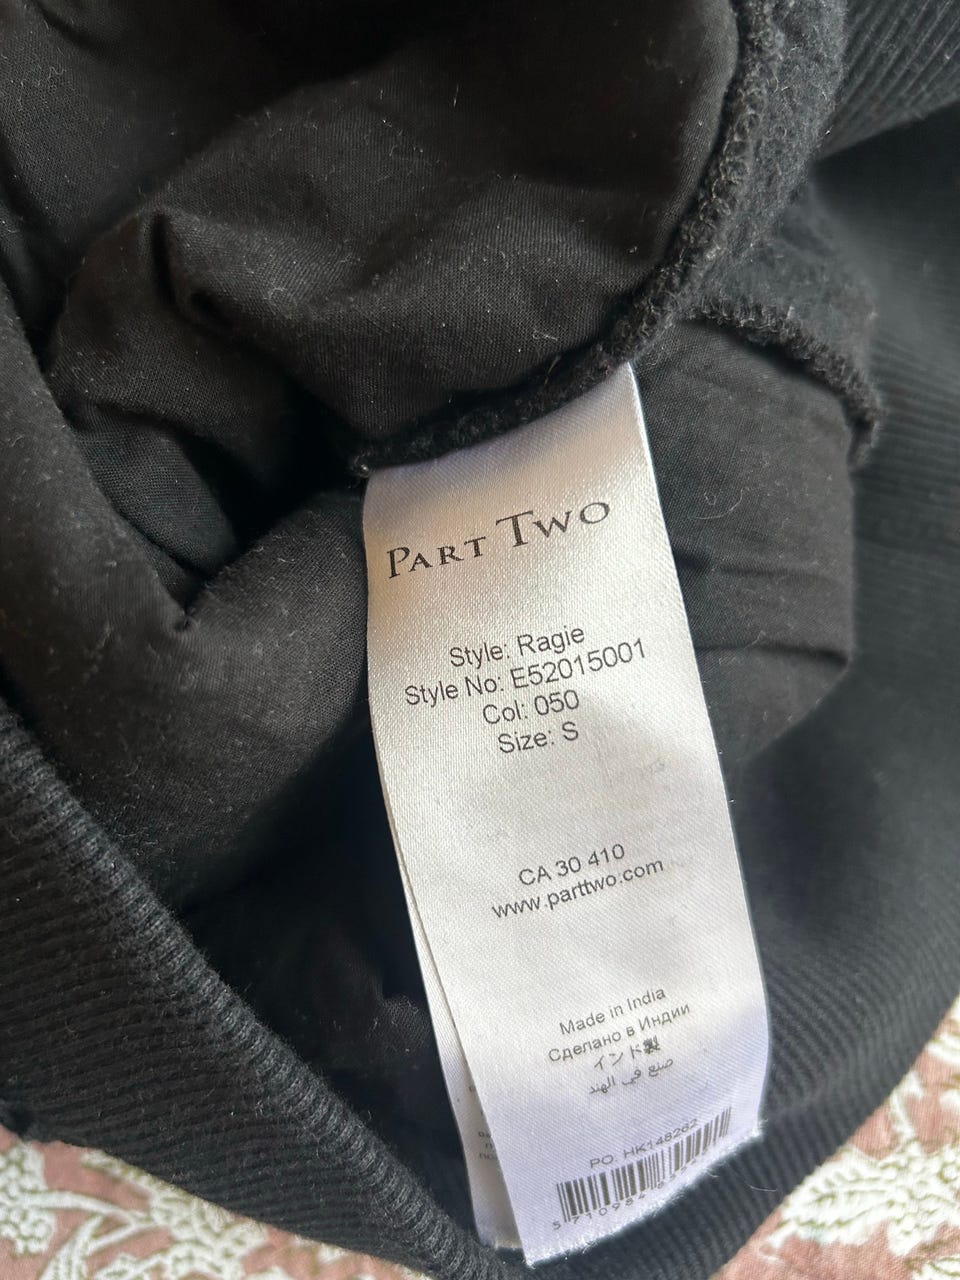 PART TWO
Style: Ragie
Style No: E52015001
Col: 050
Size: S
CA 30 410
www.parttwo.com
Made in India
Сделано в Индии
インド製
صنع في الهند
PO: HK148262